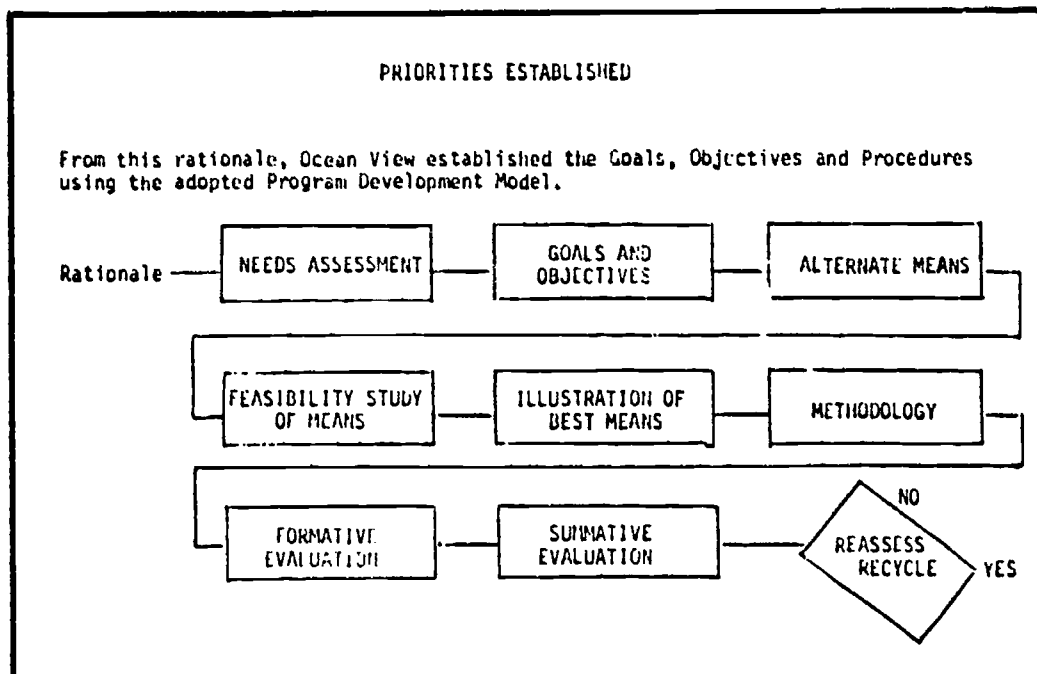 PRIORITIES ESTABLISHED
From this rationale, Ocean View established the Goals, Objectives and Procedures
using the adopted Program Development Model.
Rationale
NEEDS ASSESSMENT
GOALS AND
OBJECTIVES
ALTERNATE MEANS
FEASIBILITY STUDY
OF MEANS
ILLUSTRATION OF
BEST MEANS
METHODOLOGY
FORMATIVE
EVALUATION
SUMMATIVE
EVALUATION
NO
REASSESS
RECYCLE
YES